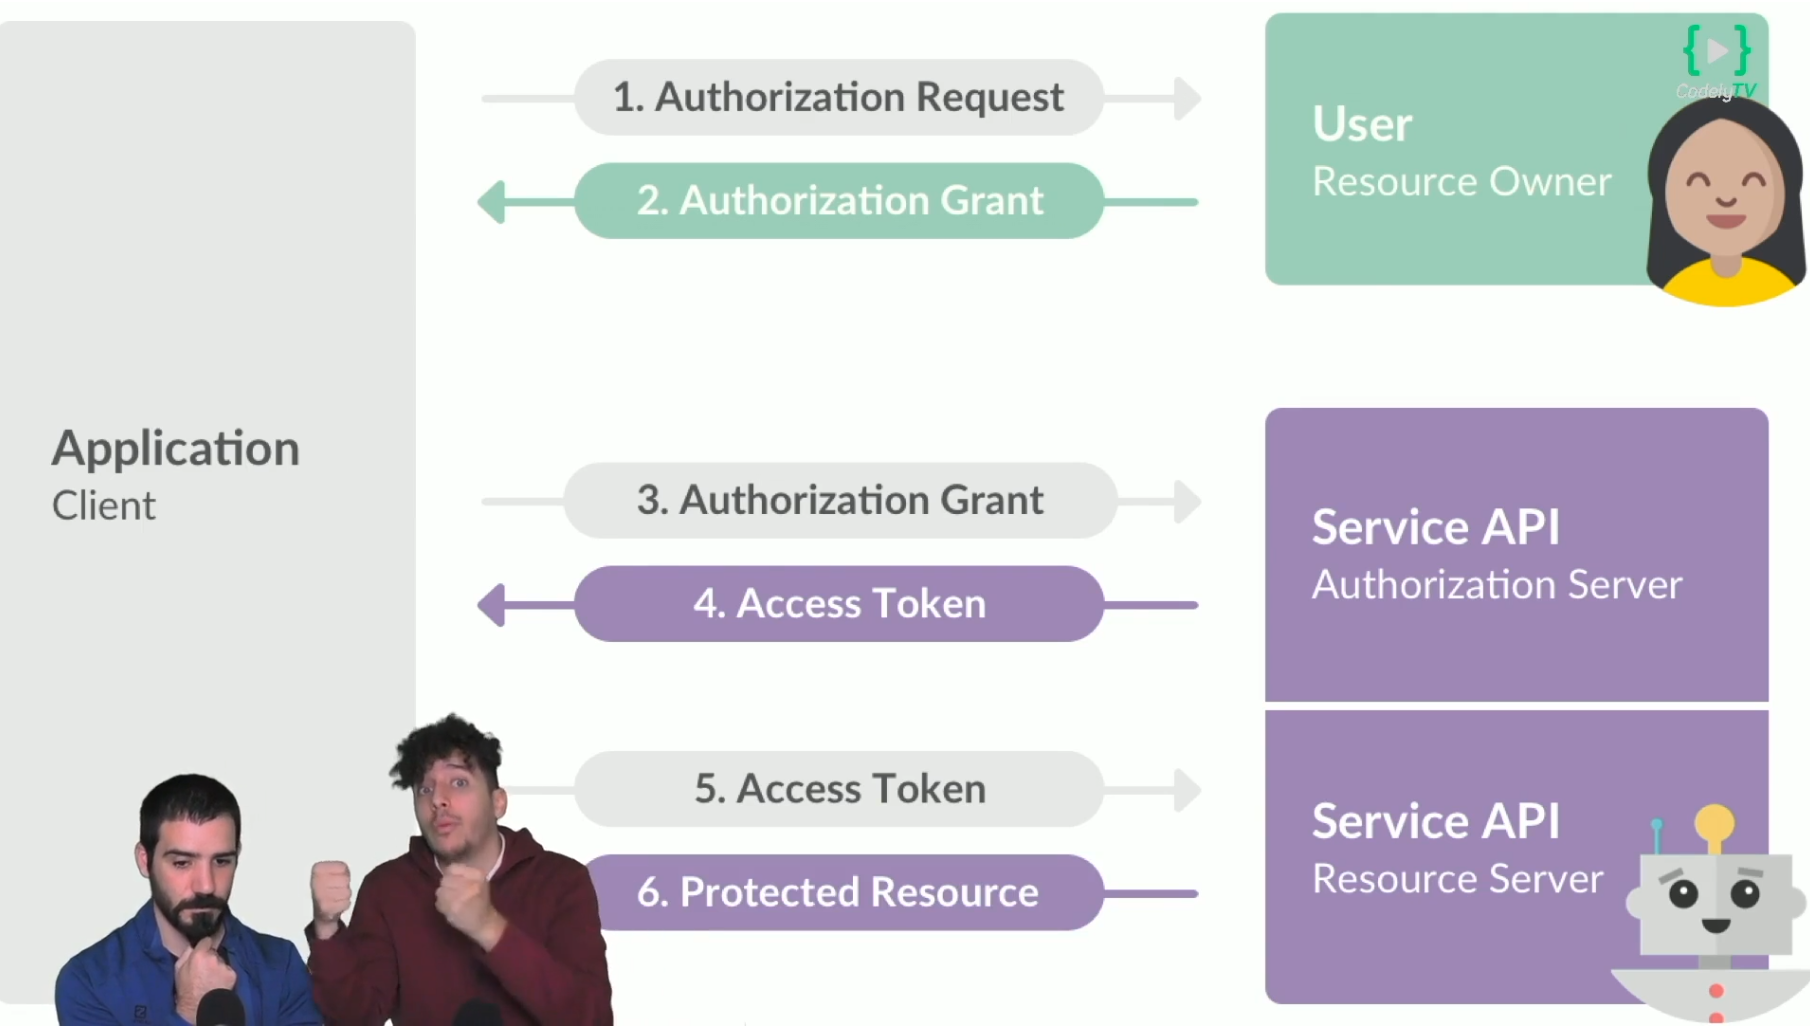 CodelyTV
1. Authorization Request
2. Authorization Grant
User
Resource Owner
Application
Client
3. Authorization Grant
4. Access Token
Service API
Authorization Server
5. Access Token
6. Protected Resource
Service API
Resource Server